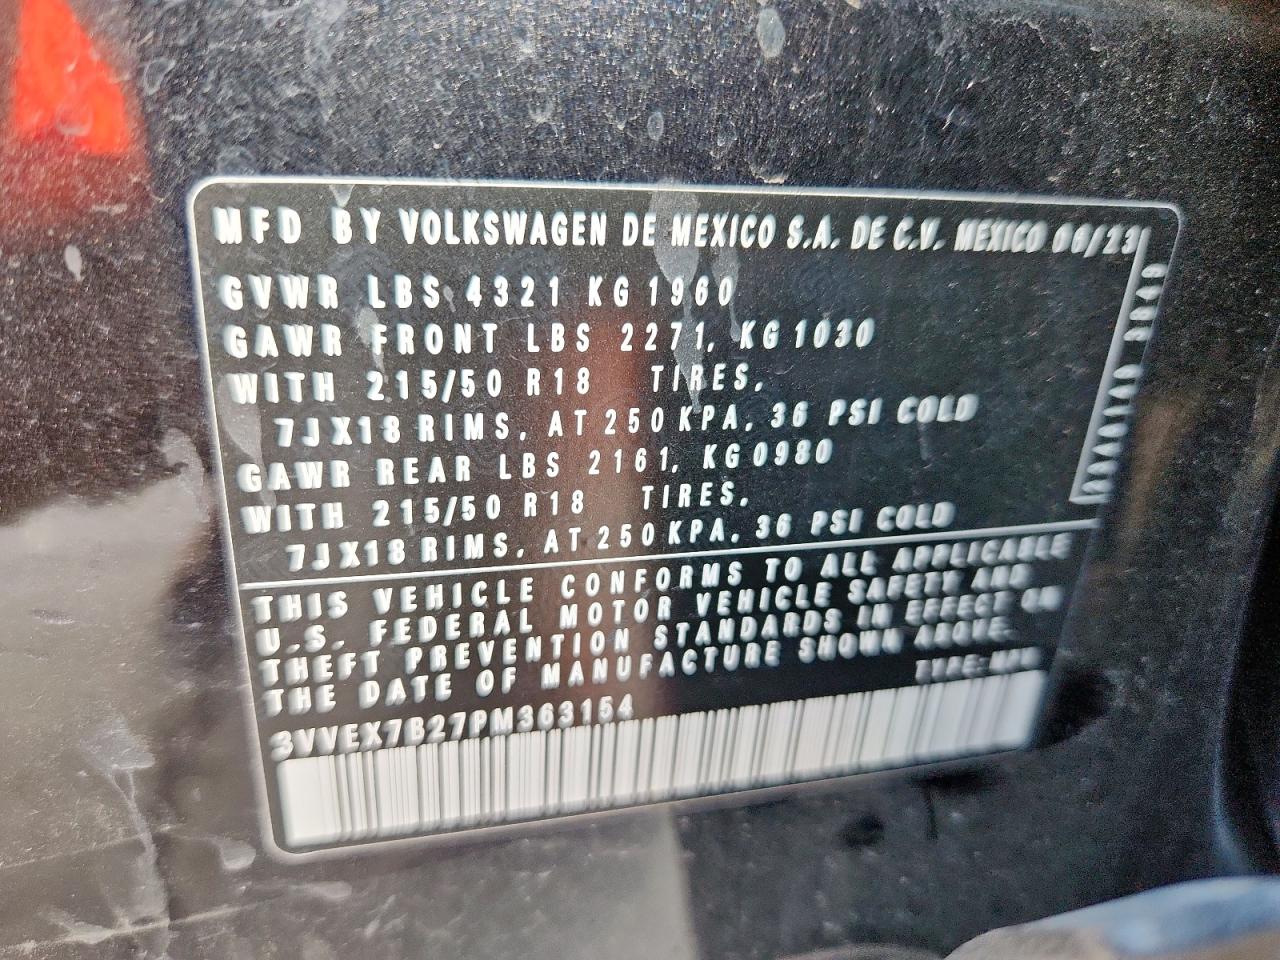 MFD BY VOLKSWAGEN DE MEXICO S.A. DE C.V. MEXICO 06/23
GVWR LBS 4321 KG 1960
GAWR FRONT LBS 2271, KG 1030
WITH 215/50 R18 TIRES,
7JX18 RIMS, AT 250 KPA, 36 PSI COLD
GAWR REAR LBS 2161, KG 0980
WITH 215/50 R18 TIRES,
7JX18 RIMS, AT 250 KPA, 36 PSI COLD
THIS VEHICLE CONFORMS TO ALL APPLICABLE
U.S. FEDERAL MOTOR VEHICLE SAFETY AND
THEFT PREVENTION STANDARDS IN EFFECT ON
THE DATE OF MANUFACTURE SHOWN ABOVE.
TYPE: MPV
3VVEX7B27PM363154